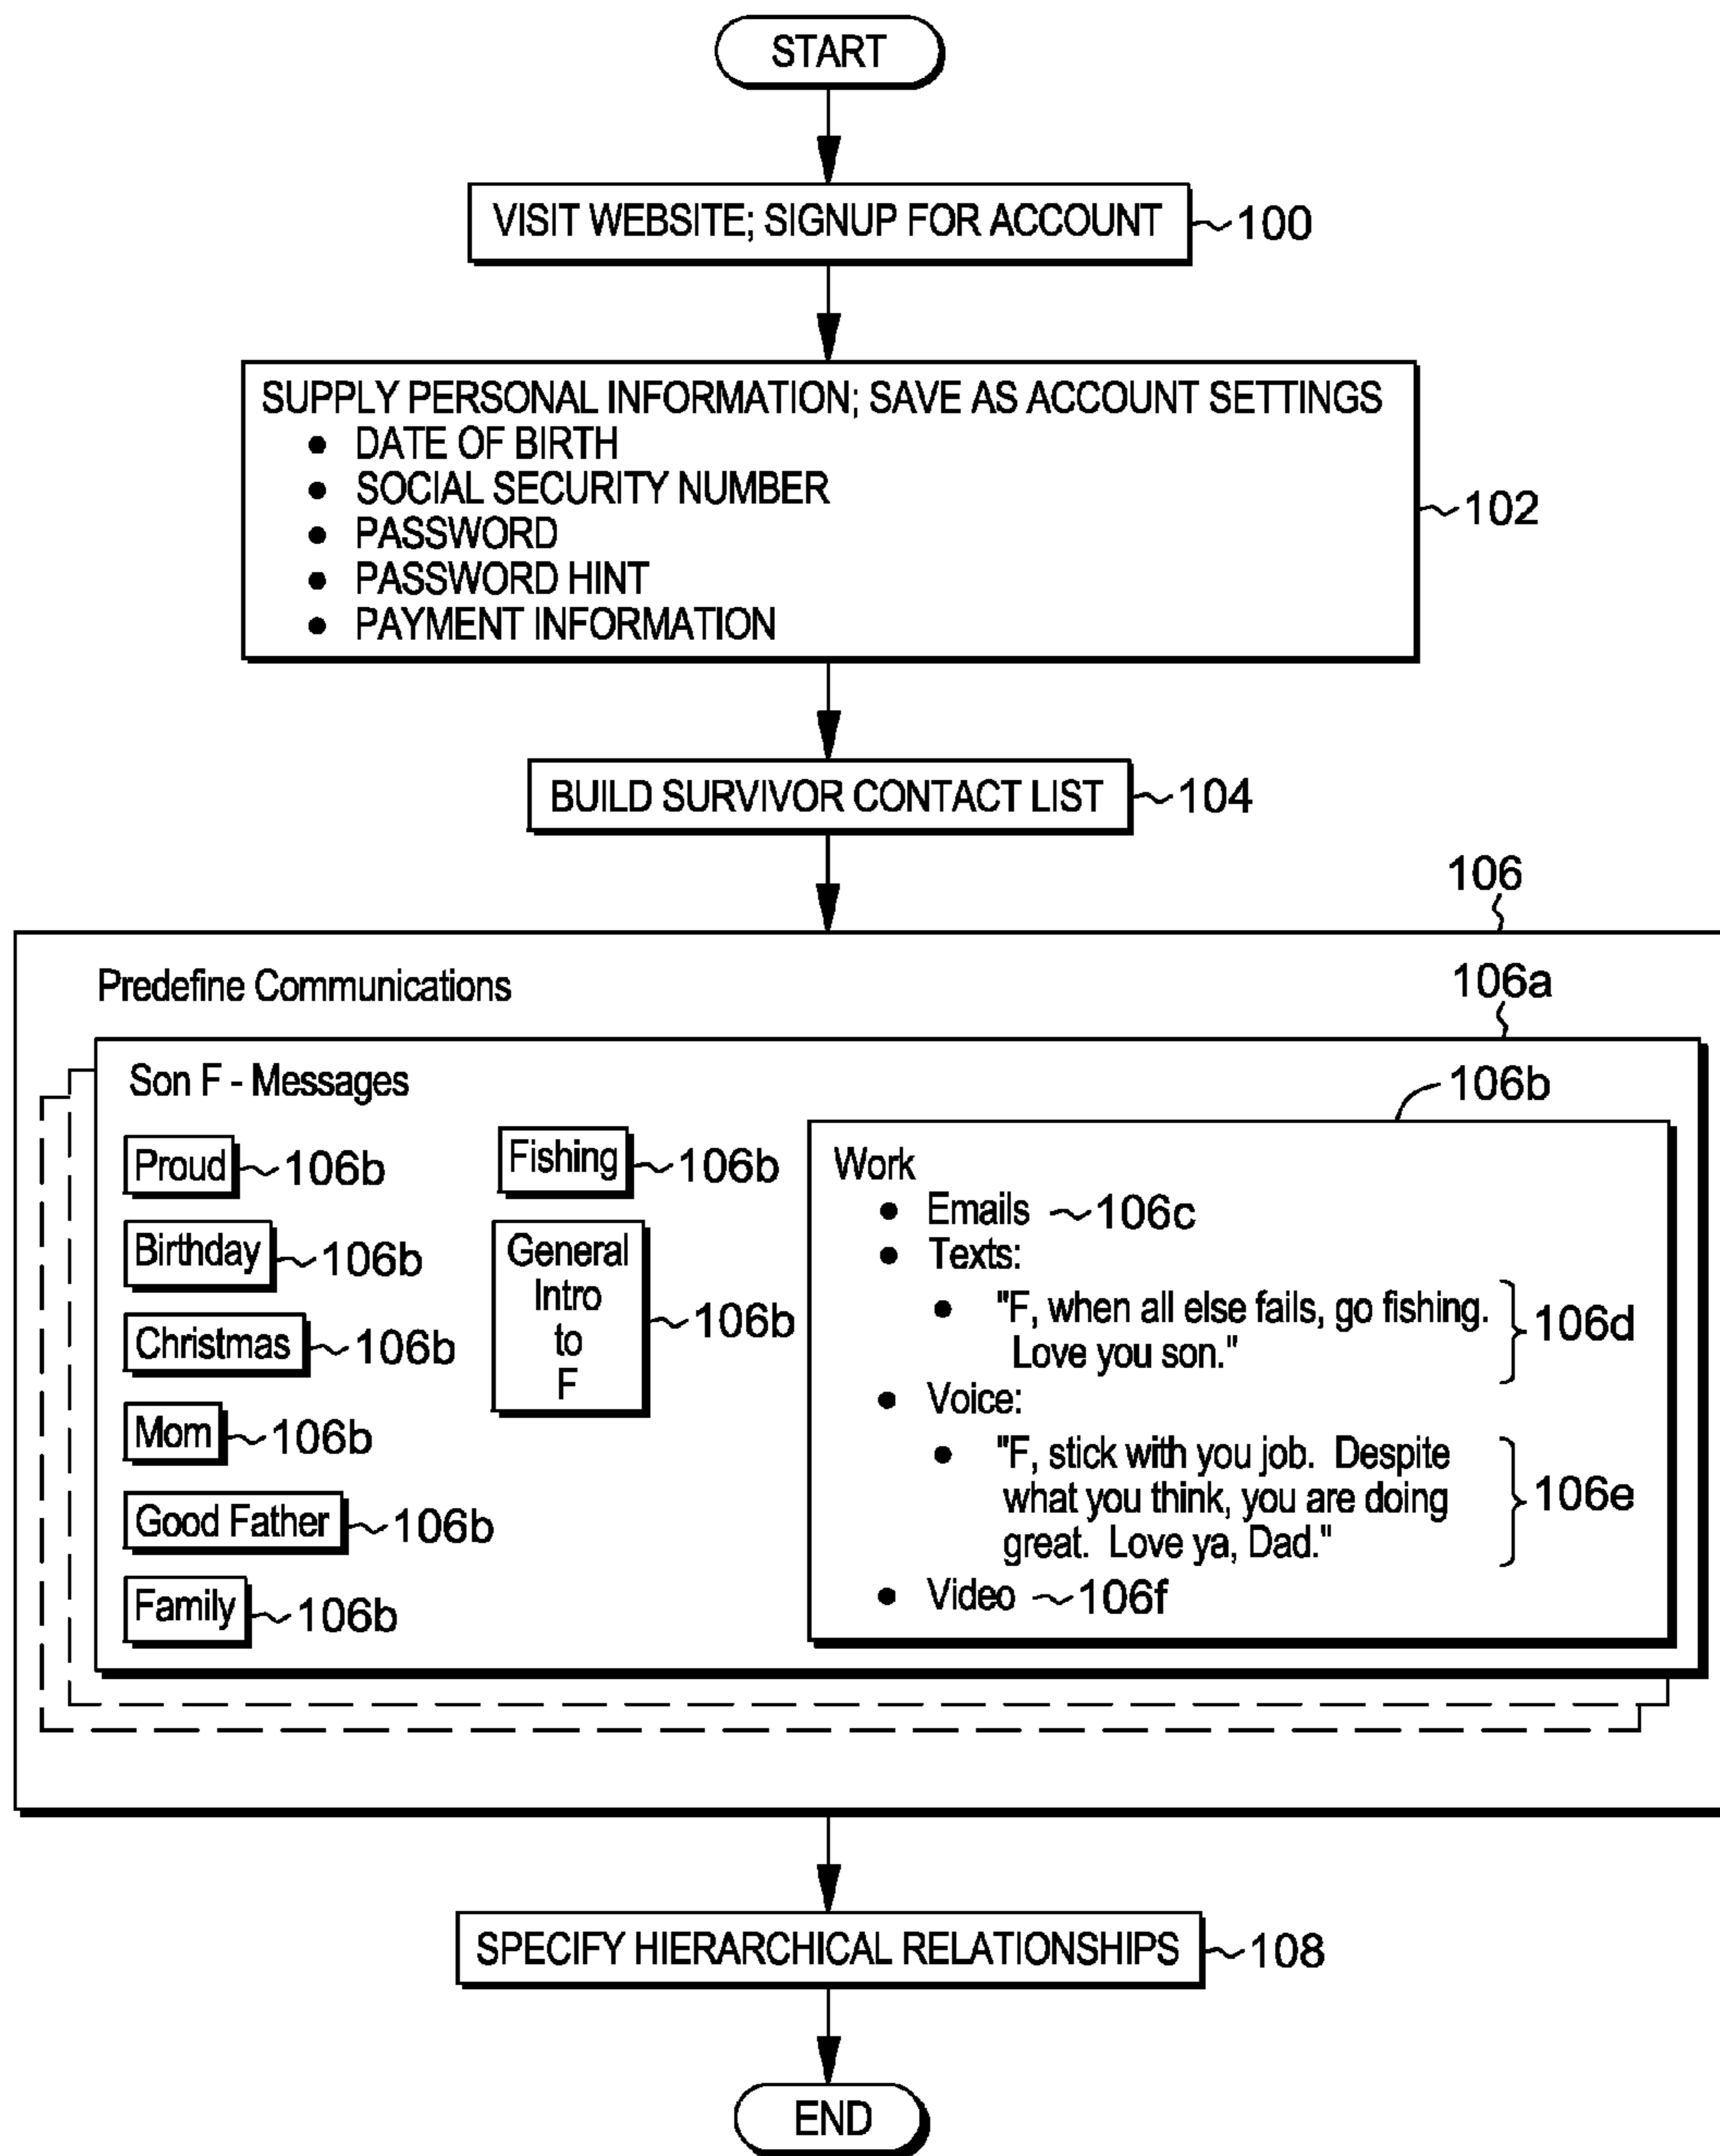 START
VISIT WEBSITE; SIGNUP FOR ACCOUNT
100
SUPPLY PERSONAL INFORMATION; SAVE AS ACCOUNT SETTINGS
• DATE OF BIRTH
• SOCIAL SECURITY NUMBER
• PASSWORD
• PASSWORD HINT
• PAYMENT INFORMATION
102
BUILD SURVIVOR CONTACT LIST
104
106
Predefine Communications
106a
Son F - Messages
106b
Proud
106b
Birthday
106b
Christmas
106b
Mom
106b
Good Father
106b
Family
106b
Fishing
106b
General
Intro
to
F
106b
Work
• Emails
106c
• Texts:
• "F, when all else fails, go fishing.
Love you son."
106d
• Voice:
• "F, stick with you job. Despite
what you think, you are doing
great. Love ya, Dad."
106e
• Video
106f
SPECIFY HIERARCHICAL RELATIONSHIPS
108
END